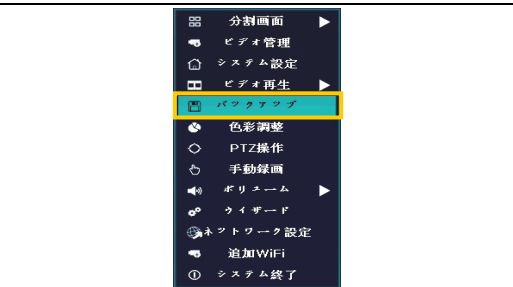 分割画面
ビデオ管理
システム設定
ビデオ再生
バックアップ
色彩調整
PTZ操作
手動録画
ボリューム
ウイザード
ネットワーク設定
追加WiFi
システム終了